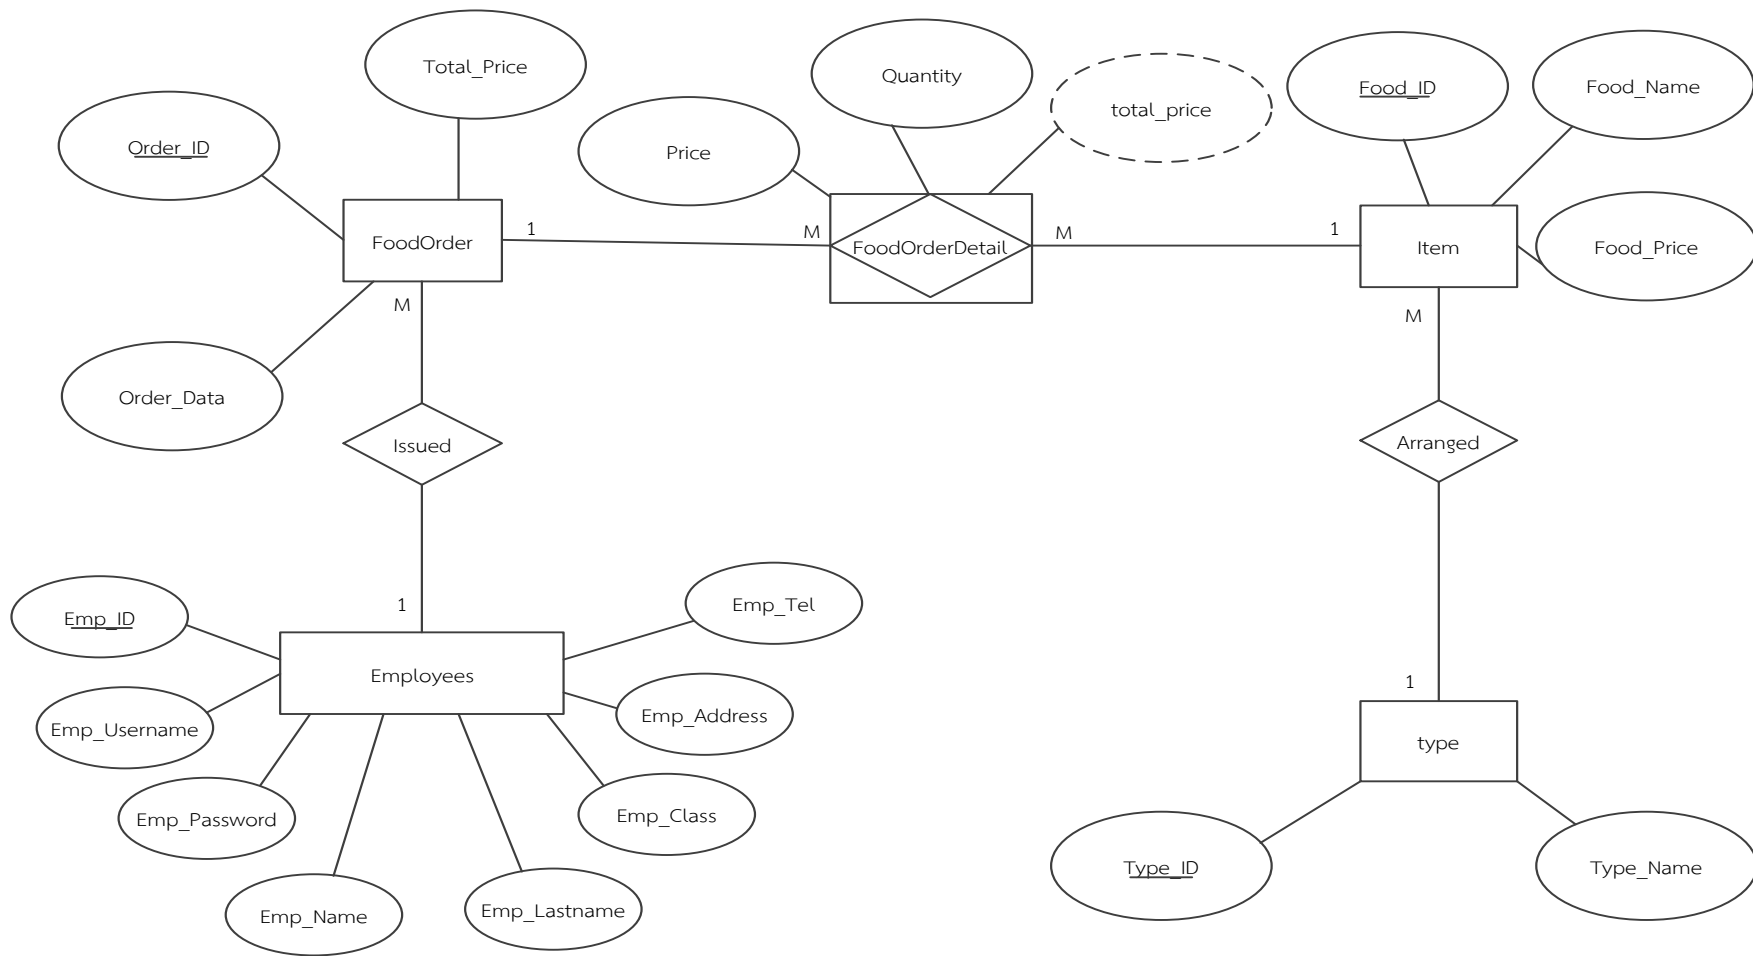 Total_Price
Quantity
Food_ID
Food_Name
total_price
Order_ID
Price
FoodOrder
1
M
FoodOrderDetail
M
1
Item
Food_Price
M
M
Order_Data
Issued
Arranged
1
Emp_ID
Emp_Tel
Employees
1
Emp_Username
Emp_Address
type
Emp_Password
Emp_Class
Type_ID
Type_Name
Emp_Name
Emp_Lastname